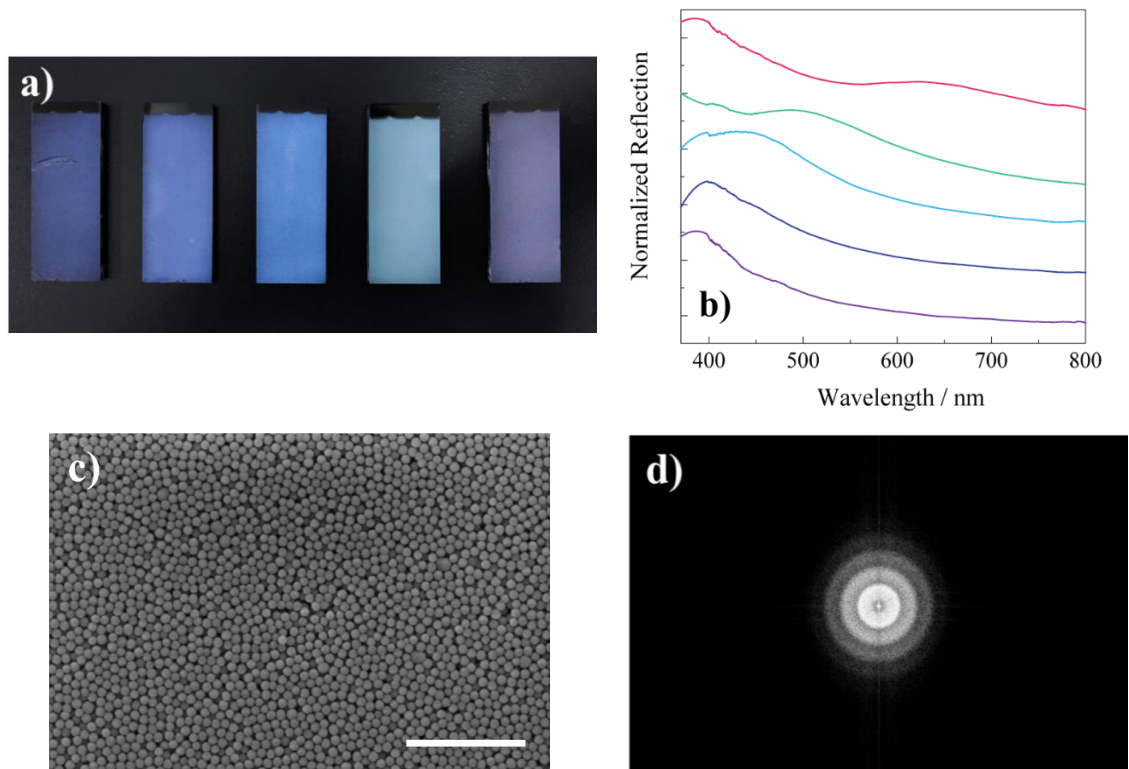 a)
b)
Normalized Reflection
400 500 600 700 800
Wavelength / nm
c)
d)